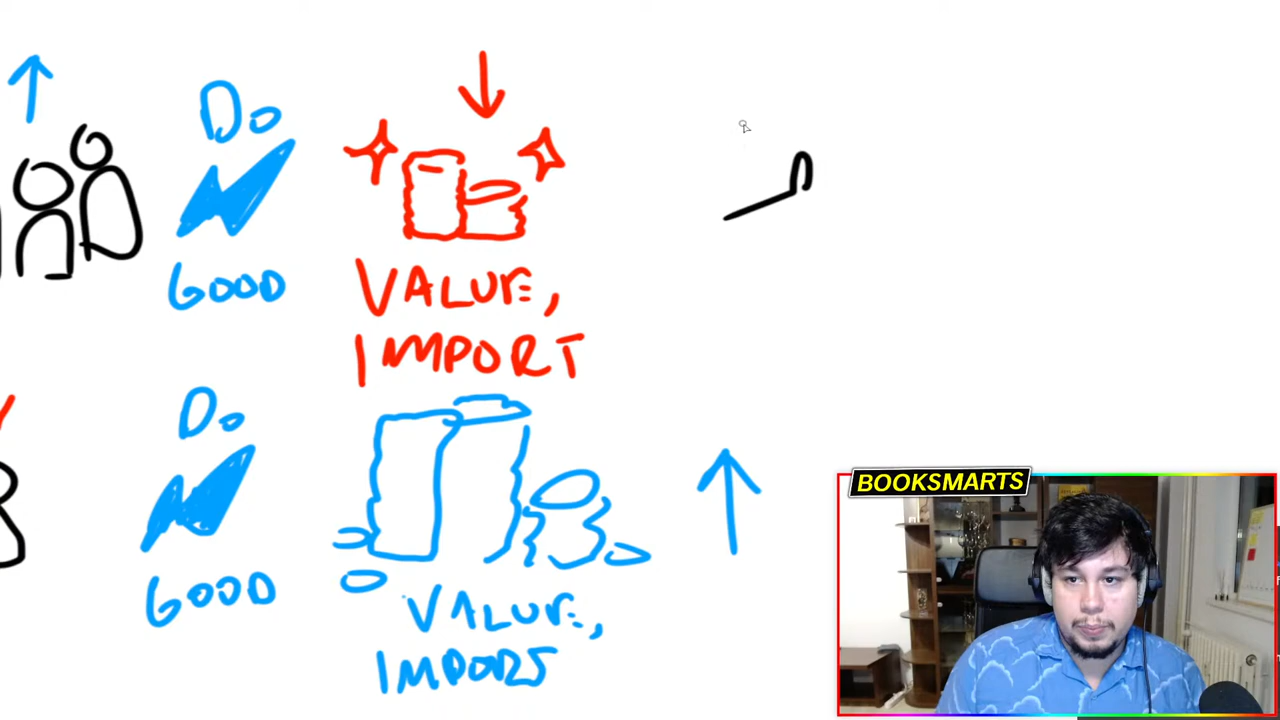 Do
GOOD
VALUE,
IMPORT
Do
GOOD
VALUE,
IMPORT
BOOKSMARTS